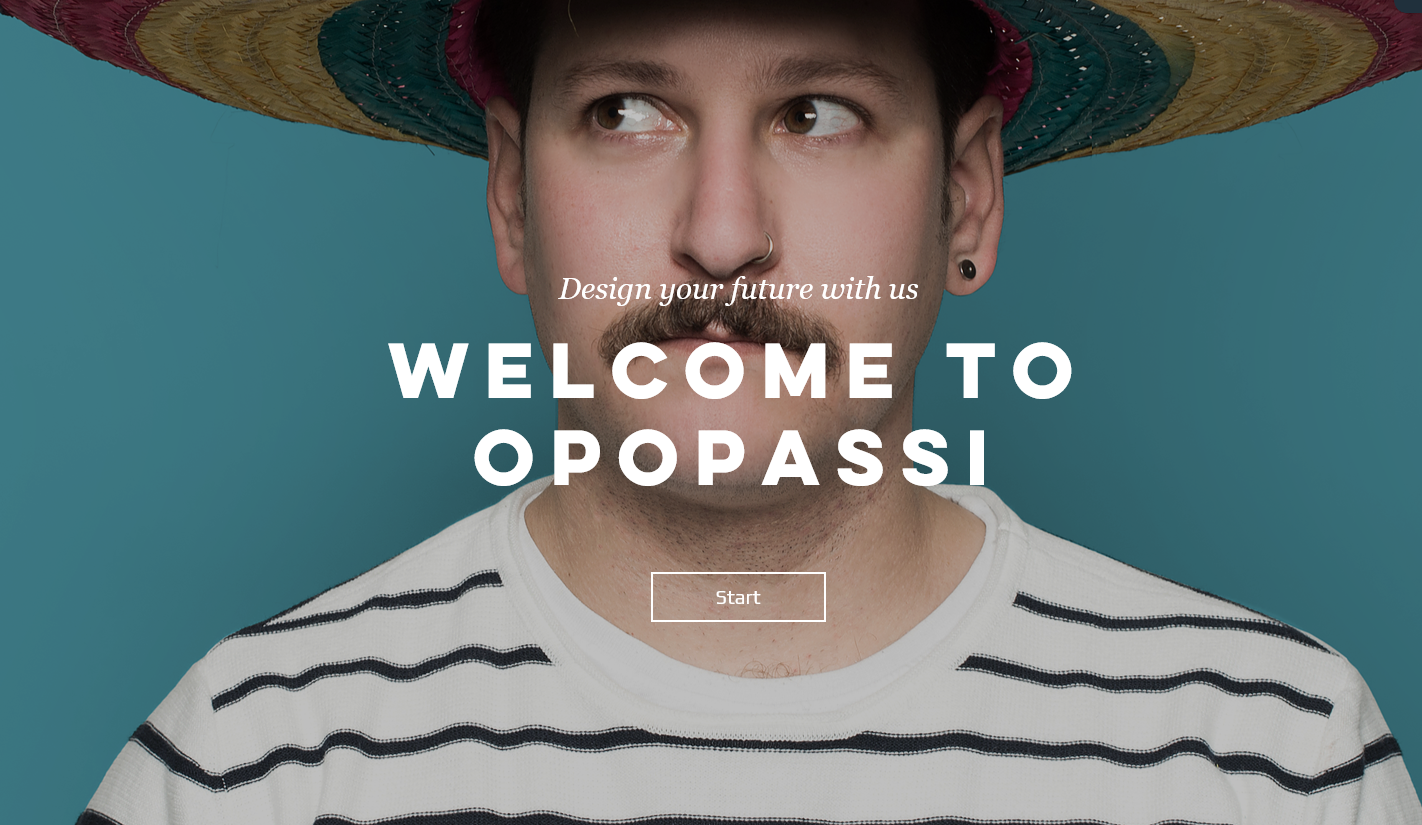 Design your future with us
WELCOME TO
OPOPASSI
Start